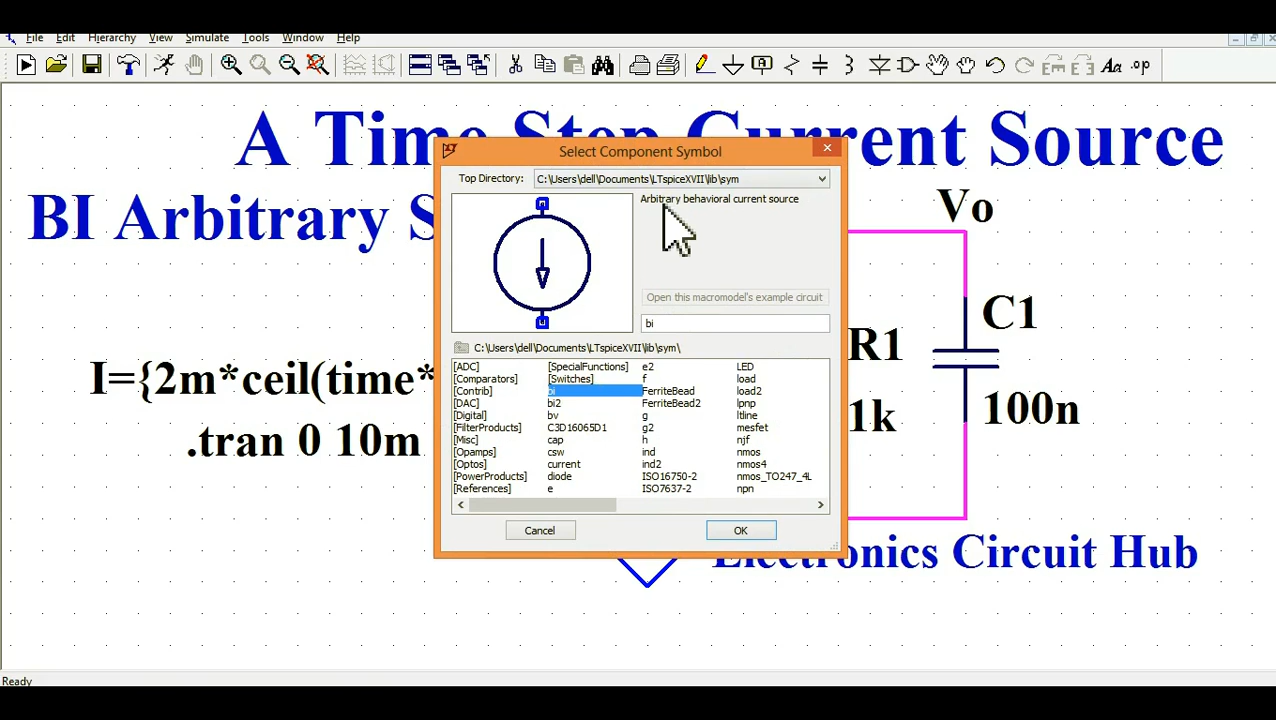 File Edit Hierarchy View Simulate Tools Window Help
Aa .op
A Time Step Current Source
BI Arbitrary S
Vo
I={2m*ceil(time*
.tran 0 10m
R1
1k
C1
100n
Electronics Circuit Hub
Select Component Symbol
Top Directory: C:\Users\dell\Documents\LTspiceXVII\lib\sym
Arbitrary behavioral current source
Open this macromodel's example circuit
bi
C:\Users\dell\Documents\LTspiceXVII\lib\sym\
[ADC] [SpecialFunctions] e2 LED
[Comparators] [Switches] f load
[Contrib] bi FerriteBead load2
[DAC] bi2 FerriteBead2 lpnp
[Digital] bv g ltline
[FilterProducts] C3D16065D1 g2 mesfet
[Misc] cap h njf
[Opamps] csw ind nmos
[Optos] current ind2 nmos4
[PowerProducts] diode ISO16750-2 nmos_TO247_4L
[References] e ISO7637-2 npn
Cancel OK
Ready